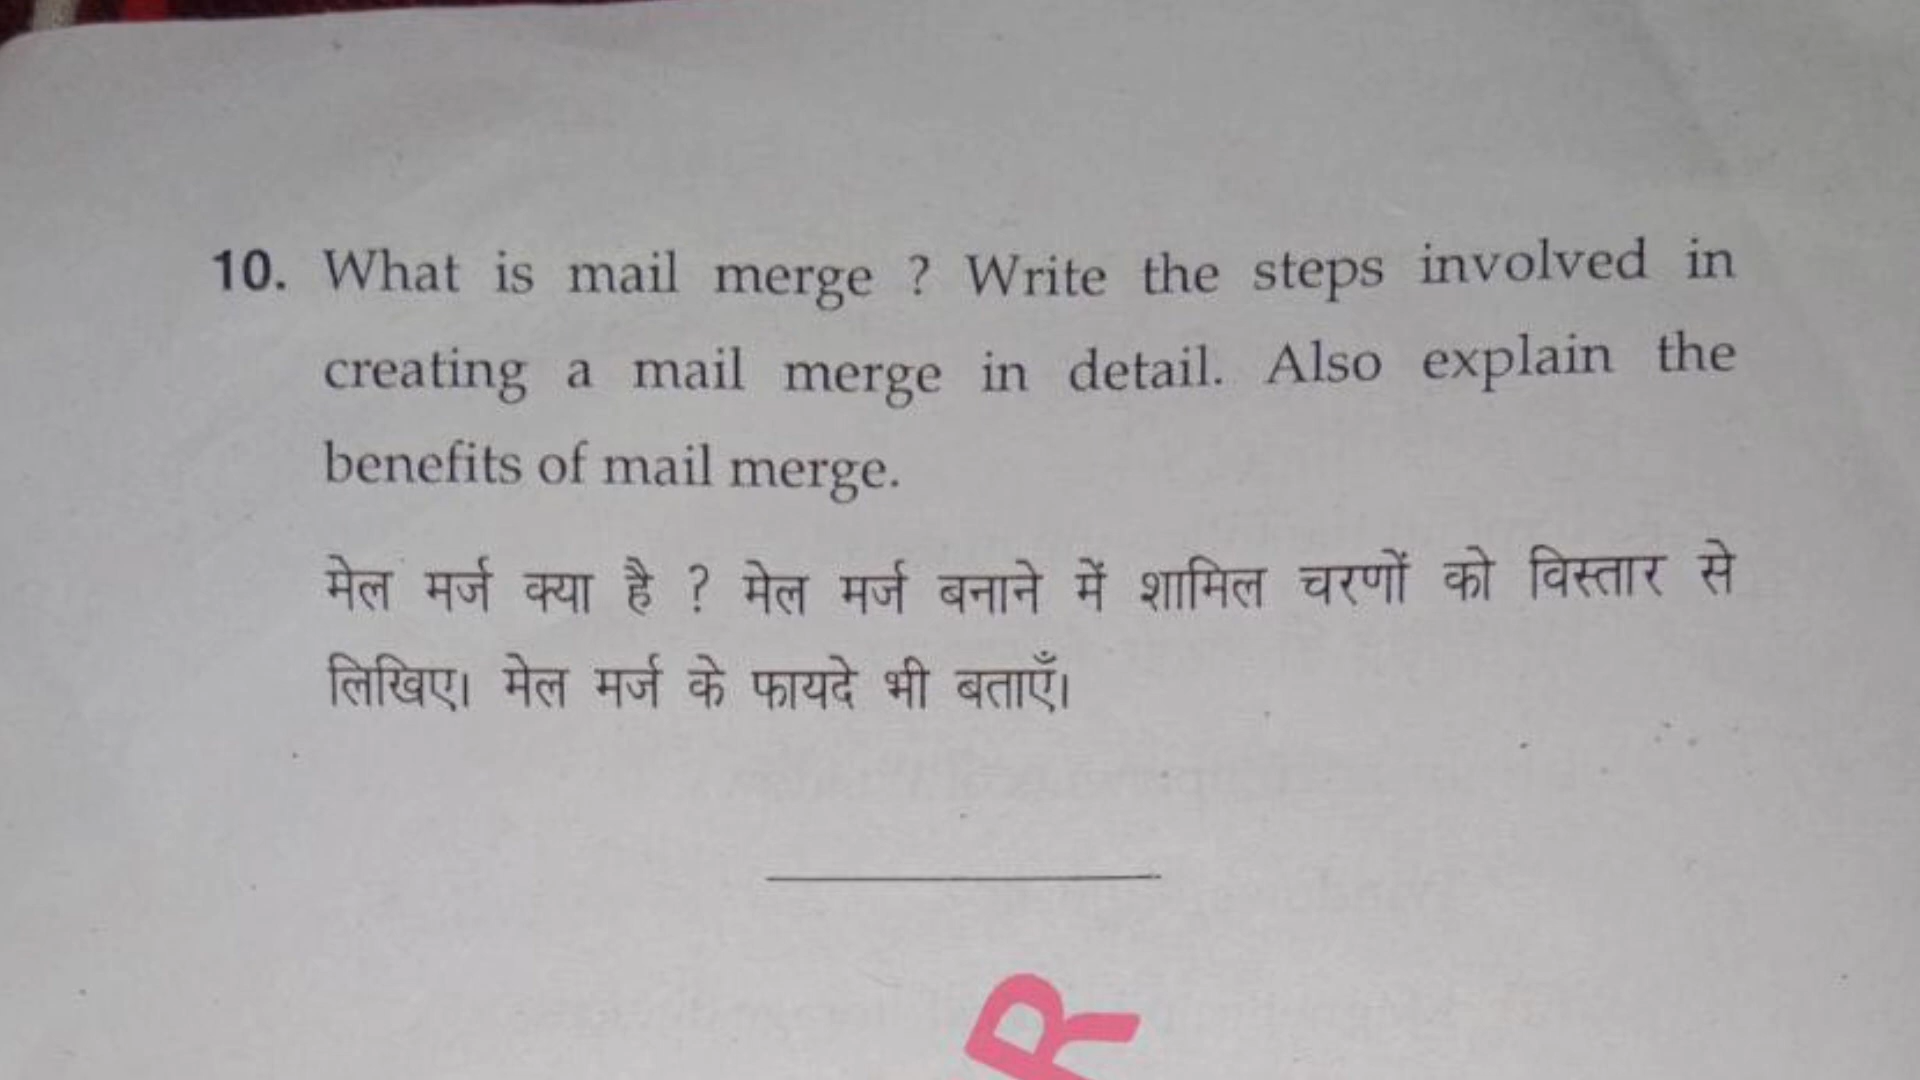 10. What is mail merge ? Write the steps involved in
creating a mail merge in detail. Also explain the
benefits of mail merge.
मेल मर्ज क्या है ? मेल मर्ज बनाने में शामिल चरणों को विस्तार से
लिखिए। मेल मर्ज के फायदे भी बताएँ।
R